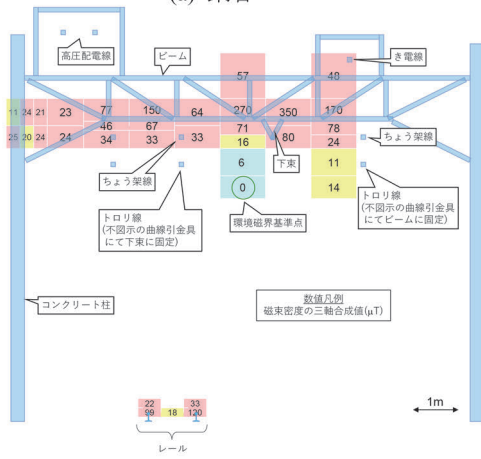 高圧配電線
ビーム
き電線
57
48
11 24 21 23 77 150 64 270 350 170
46 67 71 78
25 20 24 24 34 33 33 16 80 24
6 11
0 14
ちょう架線
下束
ちょう架線
トロリ線
(不図示の曲線引金具
にて下束に固定)
環境磁界基準点
トロリ線
(不図示の曲線引金具
にてビームに固定)
コンクリート柱
数値凡例
磁束密度の三軸合成値(μT)
22 33
99 18 120
1m
レール